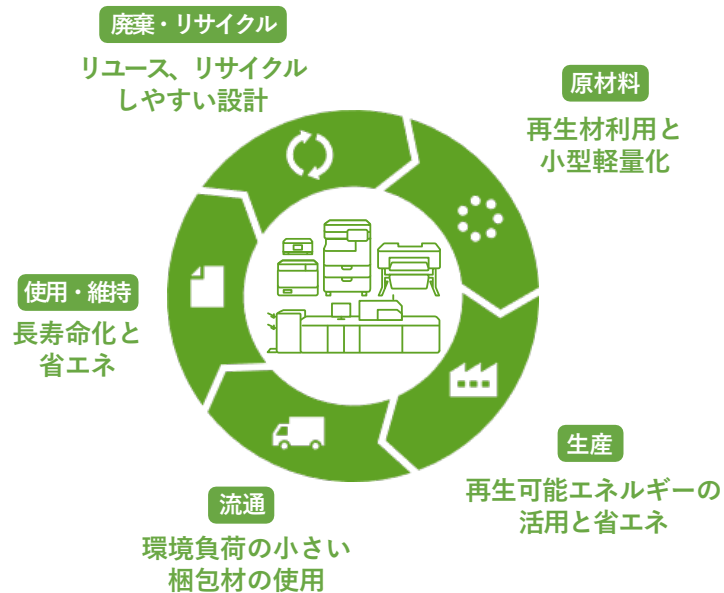 廃棄・リサイクル
リユース、リサイクル
しやすい設計
原材料
再生材利用と
小型軽量化
使用・維持
長寿命化と
省エネ
生産
再生可能エネルギーの
活用と省エネ
流通
環境負荷の小さい
梱包材の使用